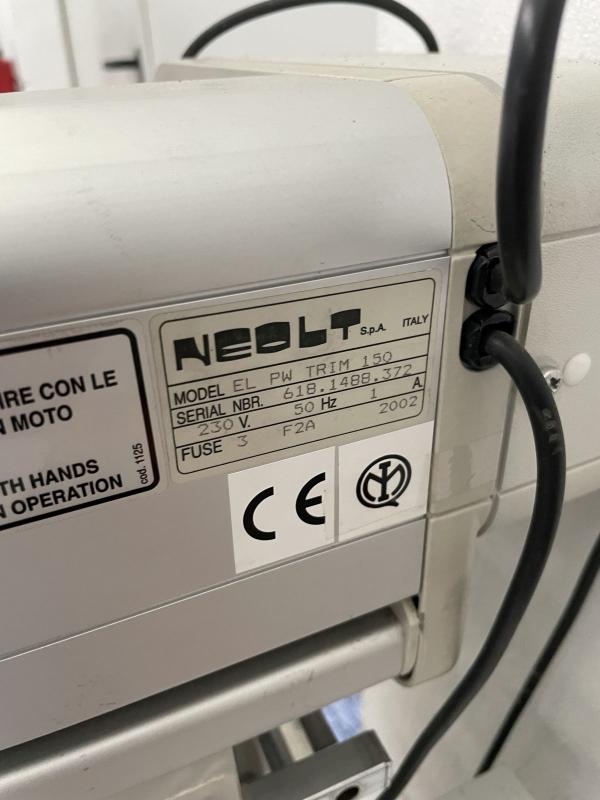 NEOLT S.p.A. ITALY
MODEL EL PW TRIM 150
SERIAL NBR. 618.1488.372
230 V. 50 Hz 1 A.
FUSE 3 F2A 2002
CE
IRE CON LE
N MOTO
TH HANDS
N OPERATION
cod. 1125